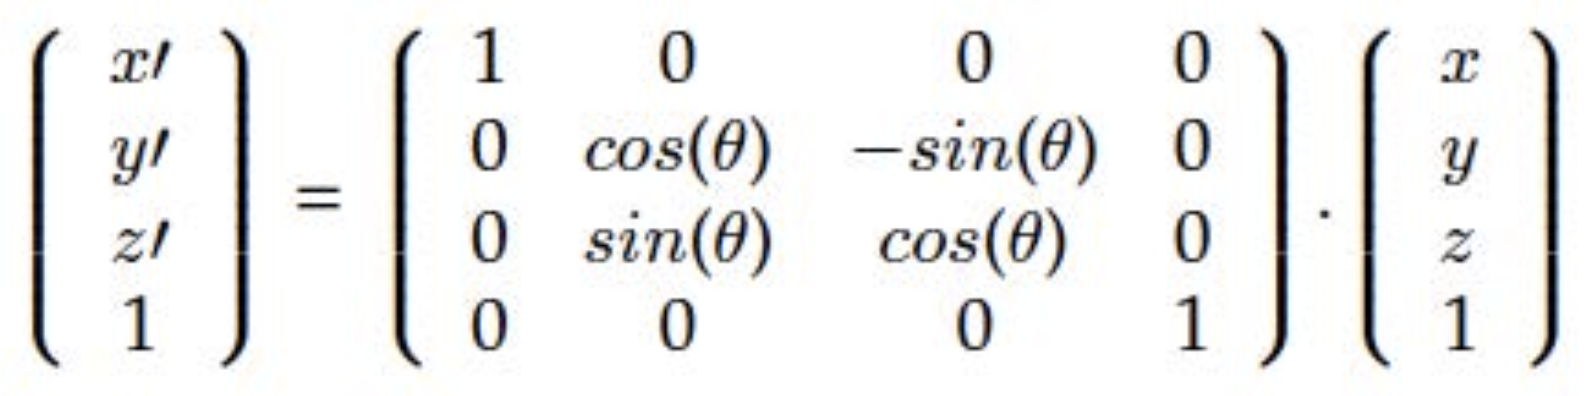 ( x′ ) = ( 1 0 0 0 ) · ( x )
( y′ ) ( 0 cos(θ) −sin(θ) 0 ) ( y )
( z′ ) ( 0 sin(θ) cos(θ) 0 ) ( z )
( 1 ) ( 0 0 0 1 ) ( 1 )